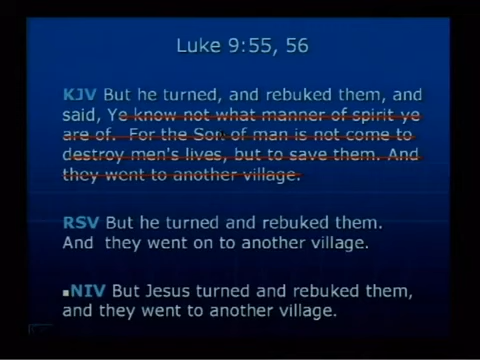 Luke 9:55, 56
KJV But he turned, and rebuked them, and
said, Ye know not what manner of spirit ye
are of. For the Son of man is not come to
destroy men's lives, but to save them. And
they went to another village.
RSV But he turned and rebuked them.
And they went on to another village.
NIV But Jesus turned and rebuked them,
and they went to another village.